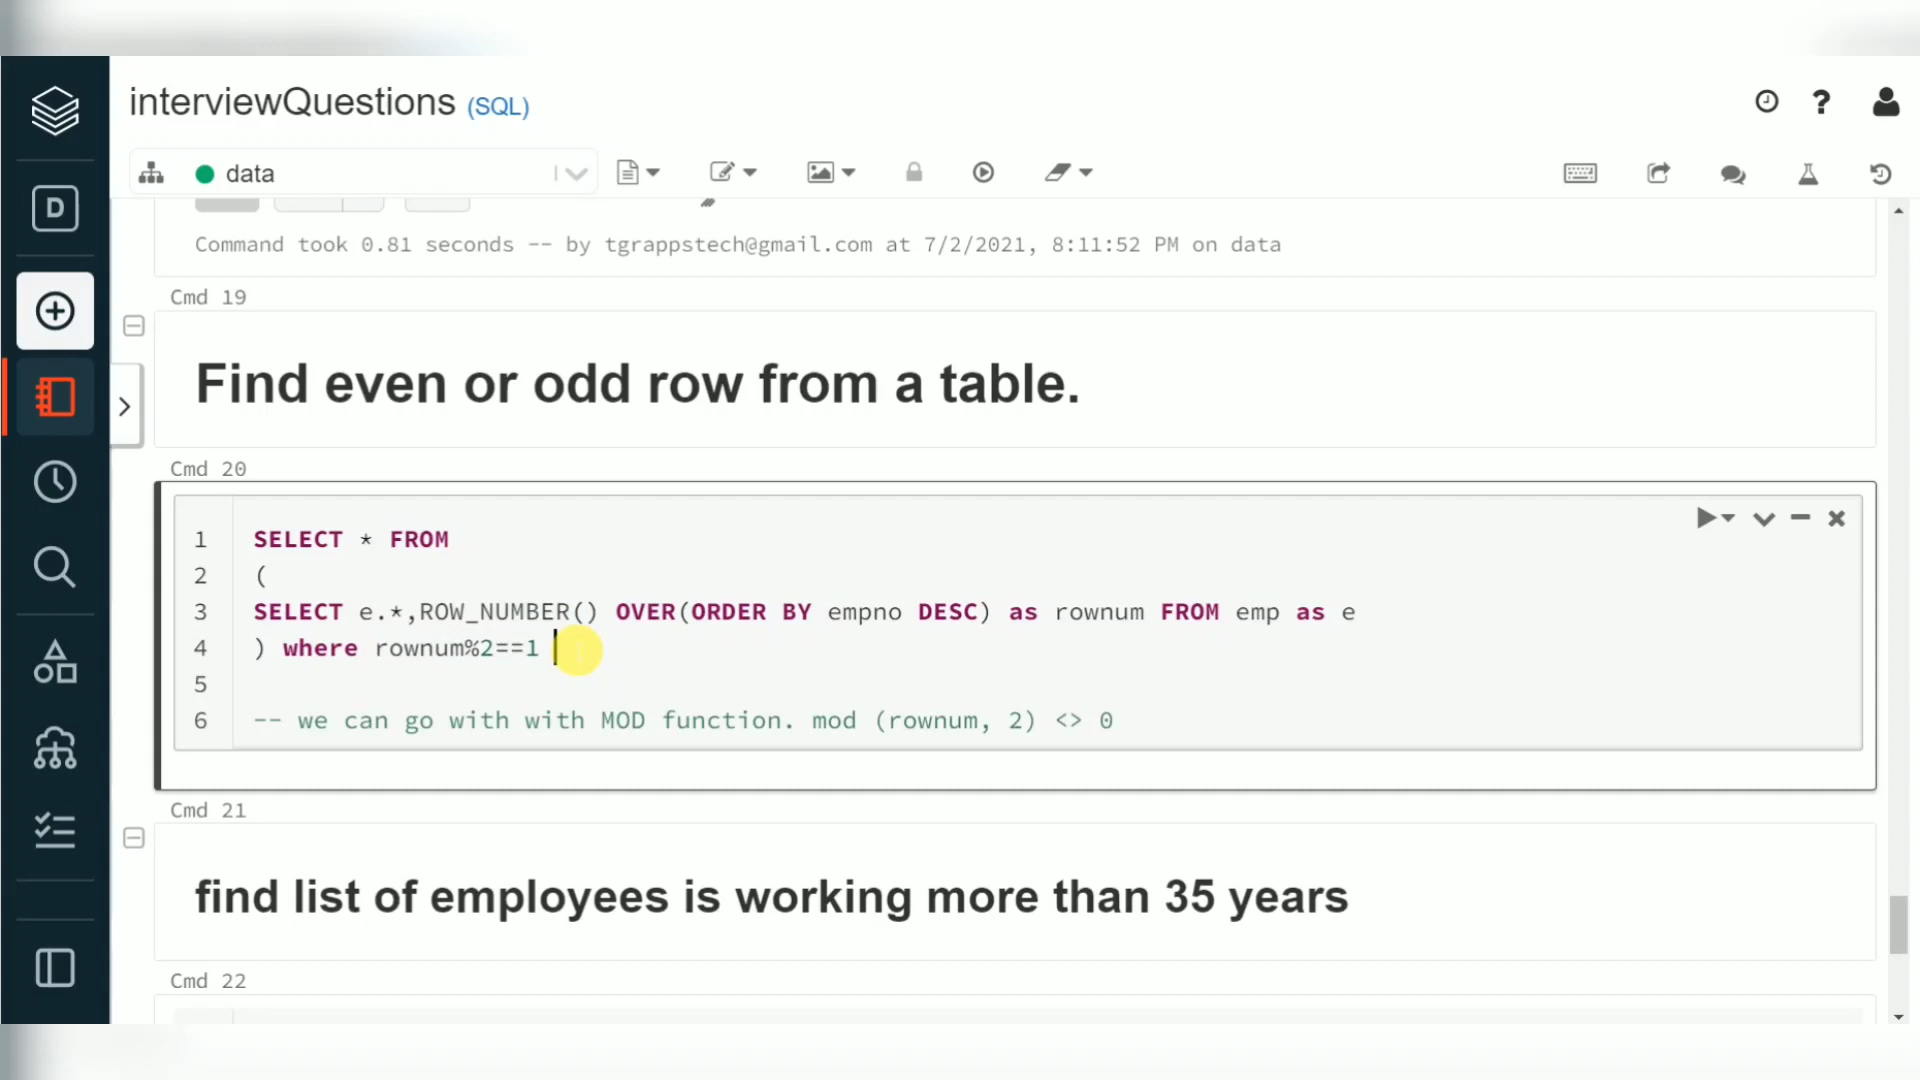 interviewQuestions (SQL)
?
data
D
Command took 0.81 seconds -- by tgrappstech@gmail.com at 7/2/2021, 8:11:52 PM on data
Cmd 19
Find even or odd row from a table.
Cmd 20
1 SELECT * FROM
2 (
3 SELECT e.*,ROW_NUMBER() OVER(ORDER BY empno DESC) as rownum FROM emp as e
4 ) where rownum%2==1
5
6 -- we can go with with MOD function. mod (rownum, 2) <> 0
Cmd 21
find list of employees is working more than 35 years
Cmd 22